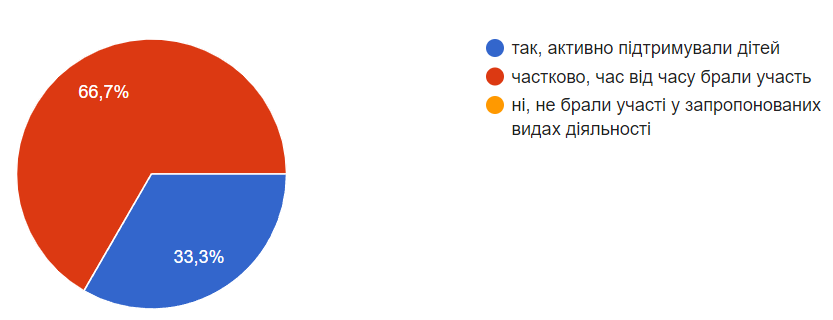 66,7%
33,3%
так, активно підтримували дітей
частково, час від часу брали участь
ні, не брали участі у запропонованих
видах діяльності